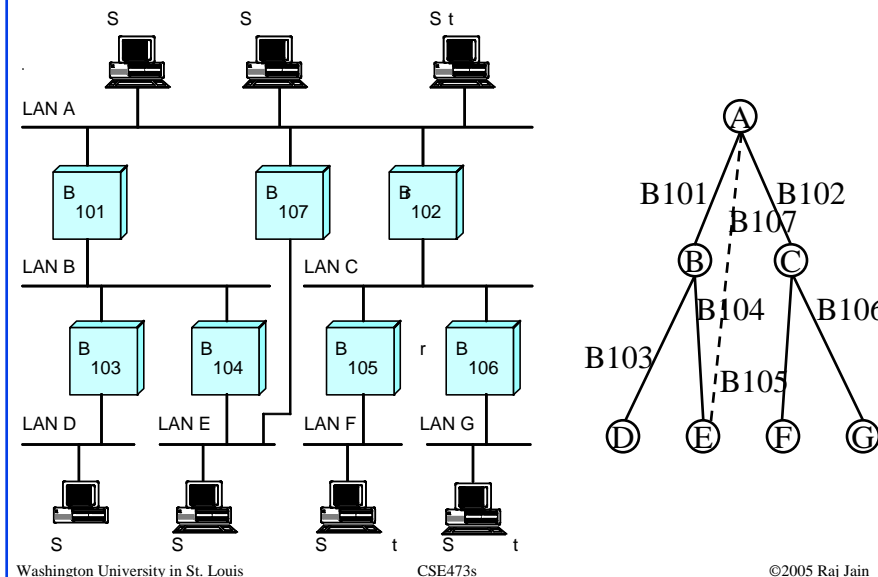 S S S t
LAN A
B 101
B 107
B 102
LAN B
LAN C
B 103
B 104
B 105
r
B 106
LAN D
LAN E
LAN F
LAN G
S S S t S t
A
B101
B102
B107
B
C
B104
B106
B103
B105
D
E
F
G
Washington University in St. Louis
CSE473s
©2005 Raj Jain